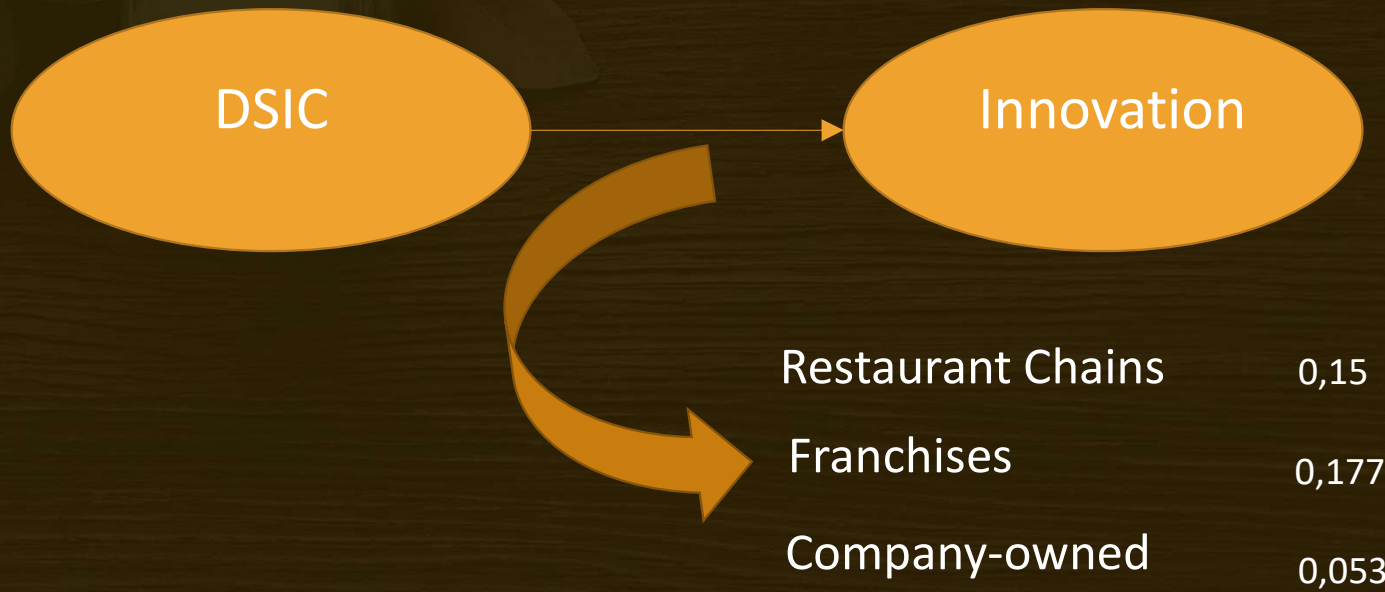 DSIC
Innovation
Restaurant Chains 0,15
Franchises 0,177
Company-owned 0,053